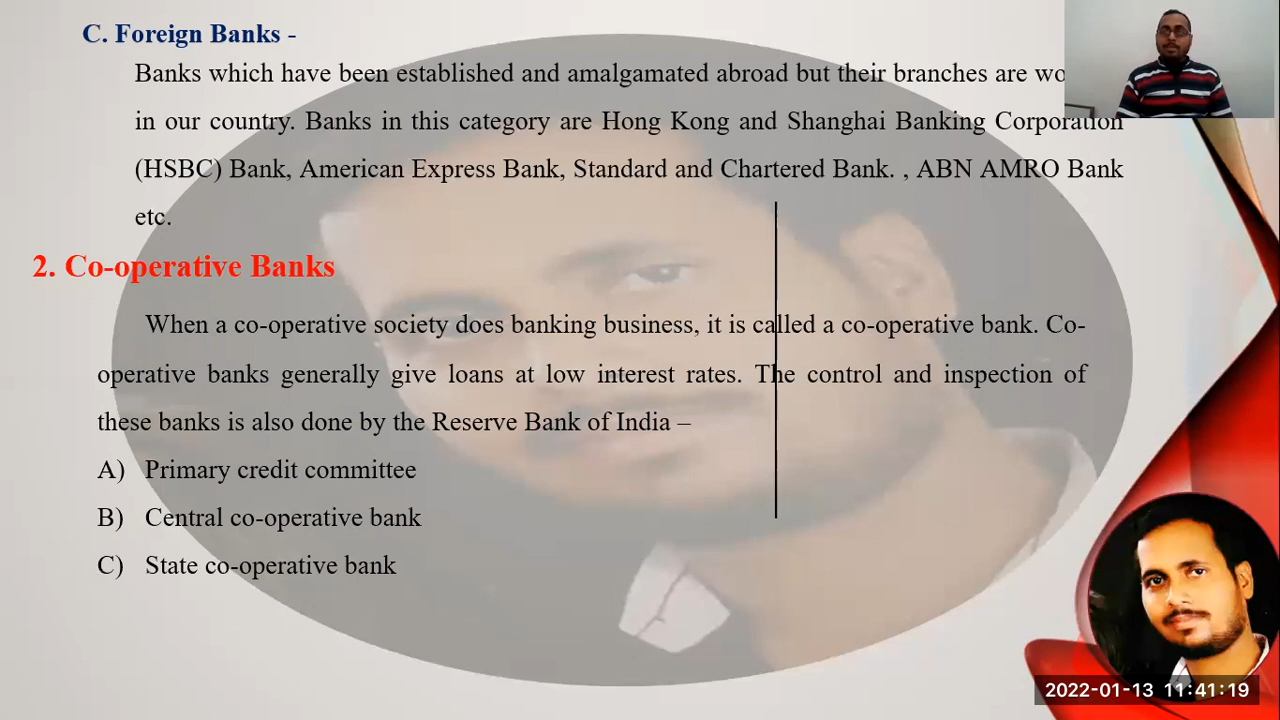 C. Foreign Banks -
Banks which have been established and amalgamated abroad but their branches are
in our country. Banks in this category are Hong Kong and Shanghai Banking Corporation
(HSBC) Bank, American Express Bank, Standard and Chartered Bank. , ABN AMRO Bank
etc.
2. Co-operative Banks
When a co-operative society does banking business, it is called a co-operative bank. Co-
operative banks generally give loans at low interest rates. The control and inspection of
these banks is also done by the Reserve Bank of India –
A) Primary credit committee
B) Central co-operative bank
C) State co-operative bank
2022-01-13 11:41:19